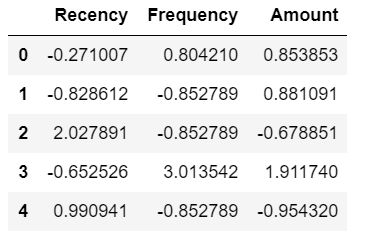 Recency Frequency Amount
0 -0.271007 0.804210 0.853853
1 -0.828612 -0.852789 0.881091
2 2.027891 -0.852789 -0.678851
3 -0.652526 3.013542 1.911740
4 0.990941 -0.852789 -0.954320